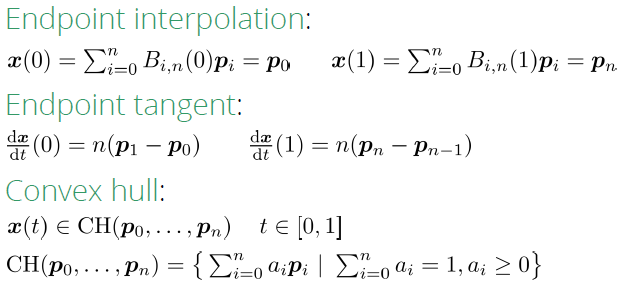 Endpoint interpolation:
𝒙(0) = ∑ⁿᵢ₌₀ Bᵢ,ₙ(0)𝒑ᵢ = 𝒑₀  𝒙(1) = ∑ⁿᵢ₌₀ Bᵢ,ₙ(1)𝒑ᵢ = 𝒑ₙ
Endpoint tangent:
d𝒙/dt (0) = n(𝒑₁ − 𝒑₀)  d𝒙/dt (1) = n(𝒑ₙ − 𝒑ₙ₋₁)
Convex hull:
𝒙(t) ∈ CH(𝒑₀, . . . , 𝒑ₙ)  t ∈ [0, 1]
CH(𝒑₀, . . . , 𝒑ₙ) = { ∑ⁿᵢ₌₀ aᵢ𝒑ᵢ | ∑ⁿᵢ₌₀ aᵢ = 1, aᵢ ≥ 0}